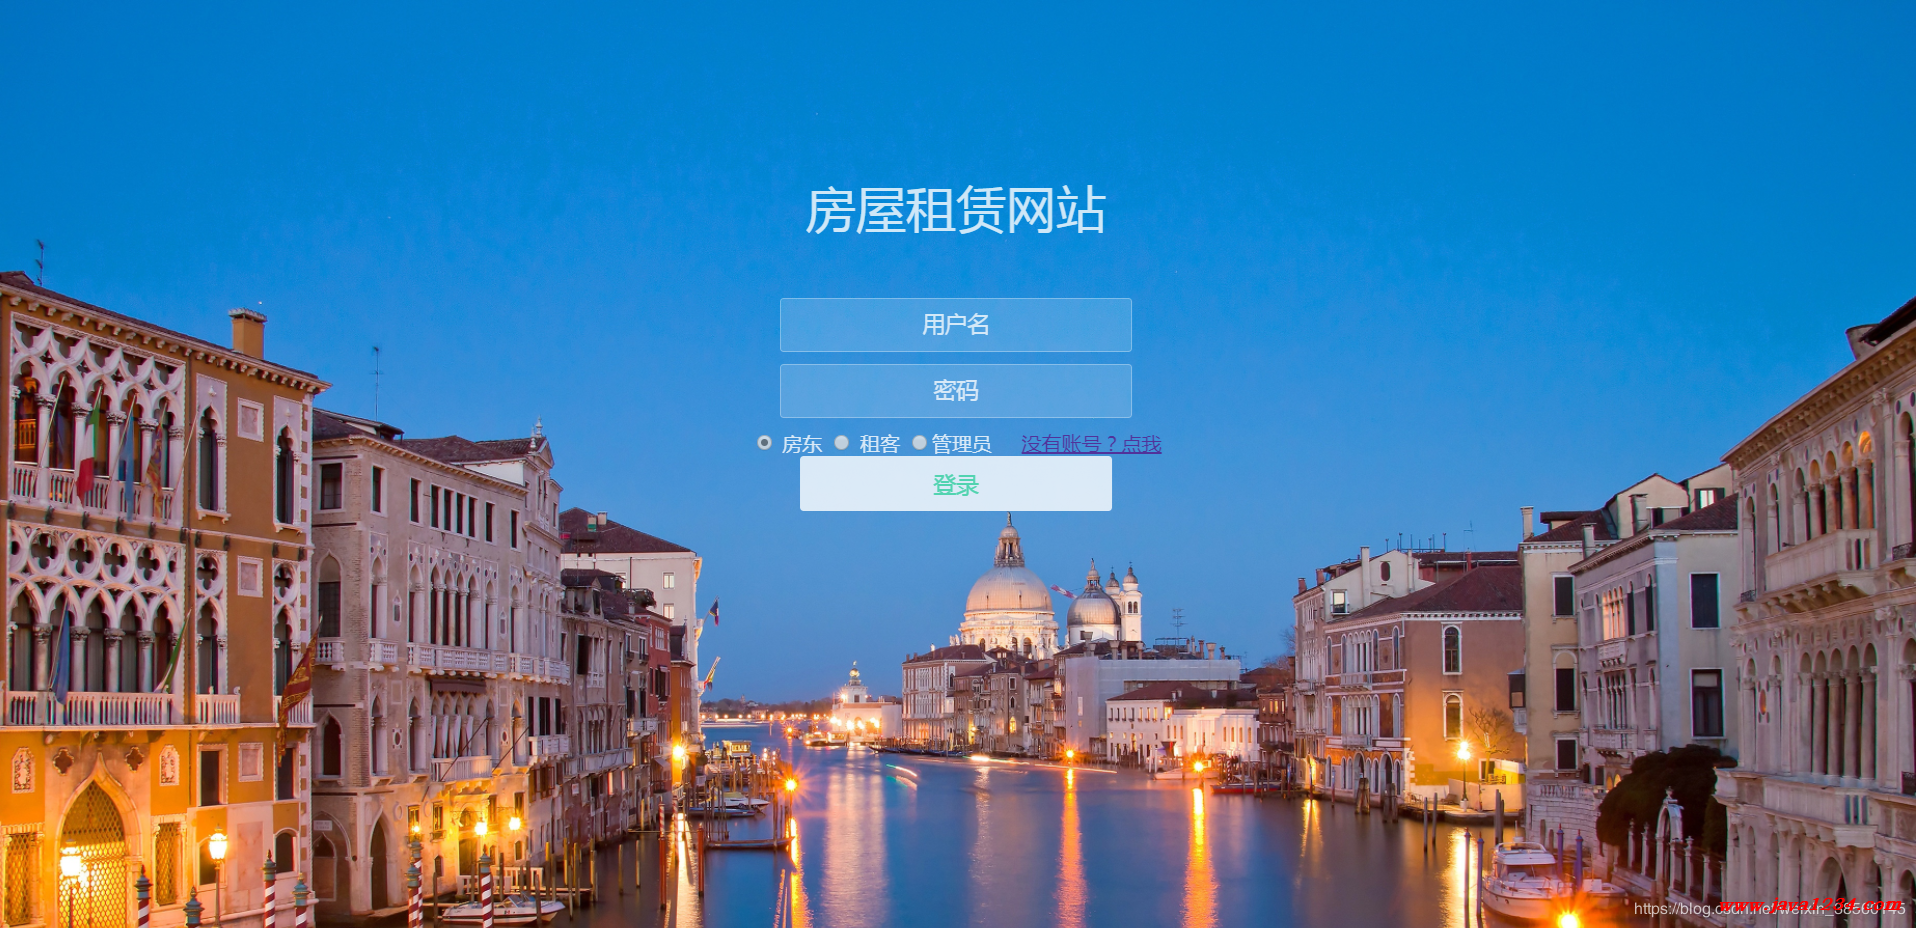 房屋租赁网站
用户名
密码
房东 租客 管理员 没有账号？点我
登录
https://blog.csdn.net/weixin_38500143
www.java1234.com